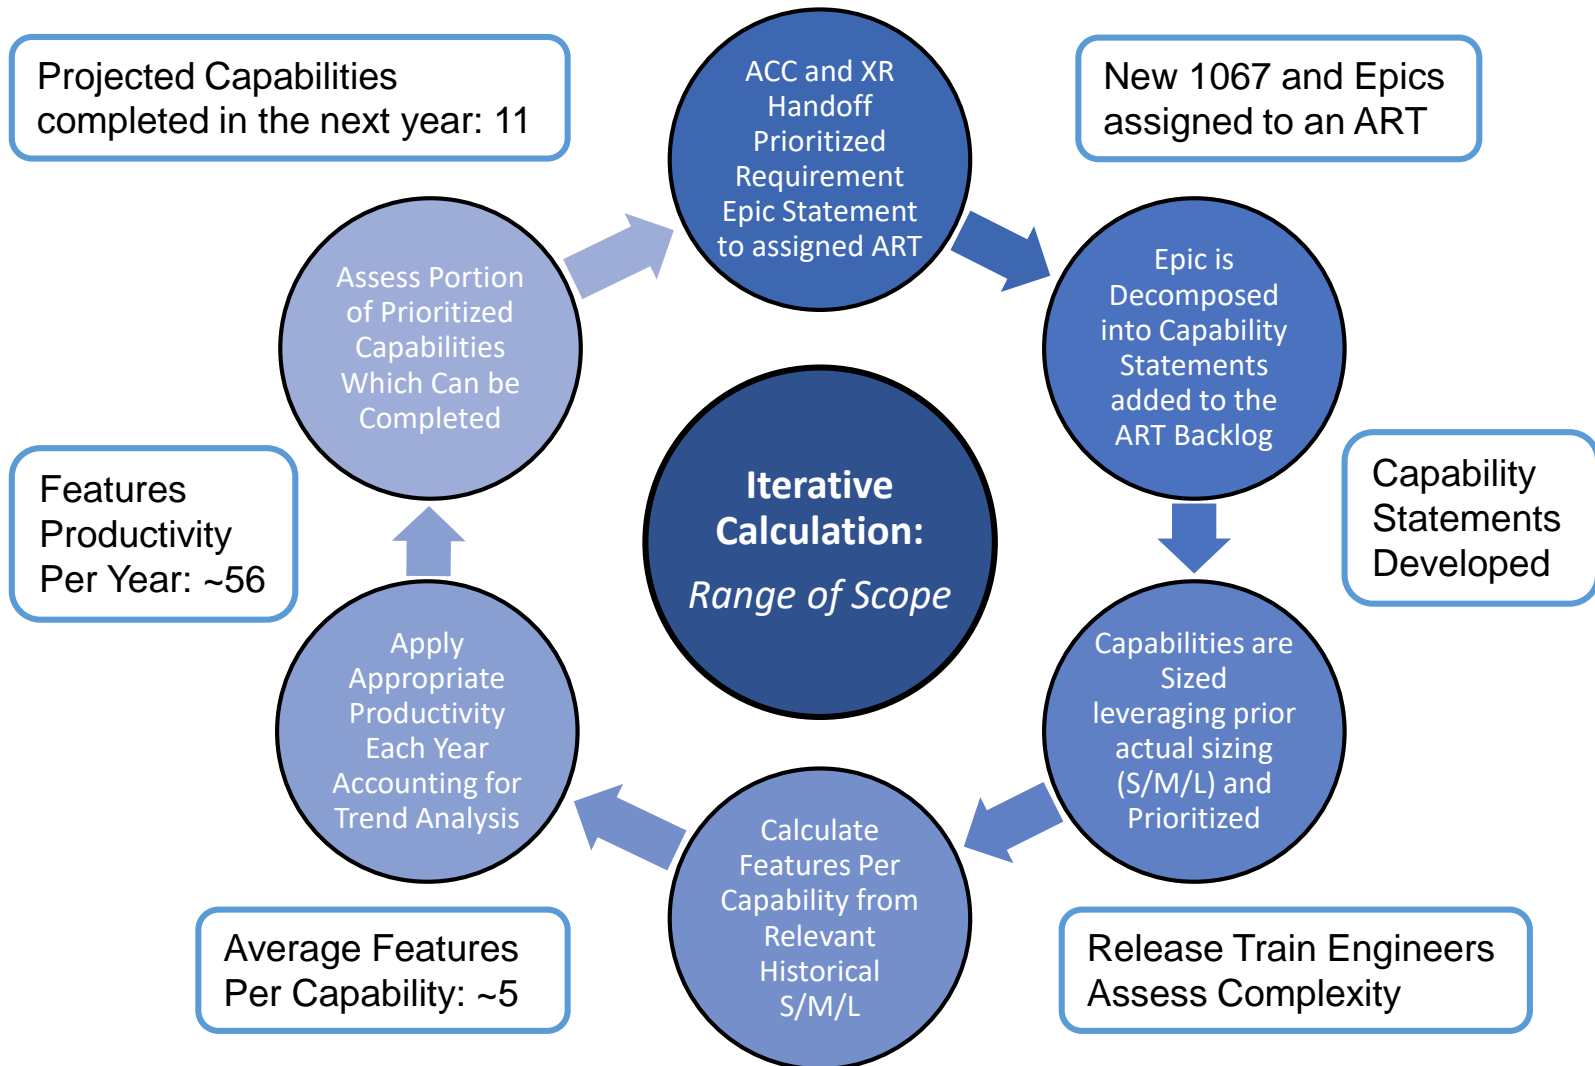 Projected Capabilities
completed in the next year: 11
ACC and XR
Handoff
Prioritized
Requirement
Epic Statement
to assigned ART
New 1067 and Epics
assigned to an ART
Epic is
Decomposed
into Capability
Statements
added to the
ART Backlog
Capability
Statements
Developed
Capabilities are
Sized
leveraging prior
actual sizing
(S/M/L) and
Prioritized
Release Train Engineers
Assess Complexity
Calculate
Features Per
Capability from
Relevant
Historical
S/M/L
Average Features
Per Capability: ~5
Apply
Appropriate
Productivity
Each Year
Accounting for
Trend Analysis
Features
Productivity
Per Year: ~56
Assess Portion
of Prioritized
Capabilities
Which Can be
Completed
Iterative
Calculation:
Range of Scope